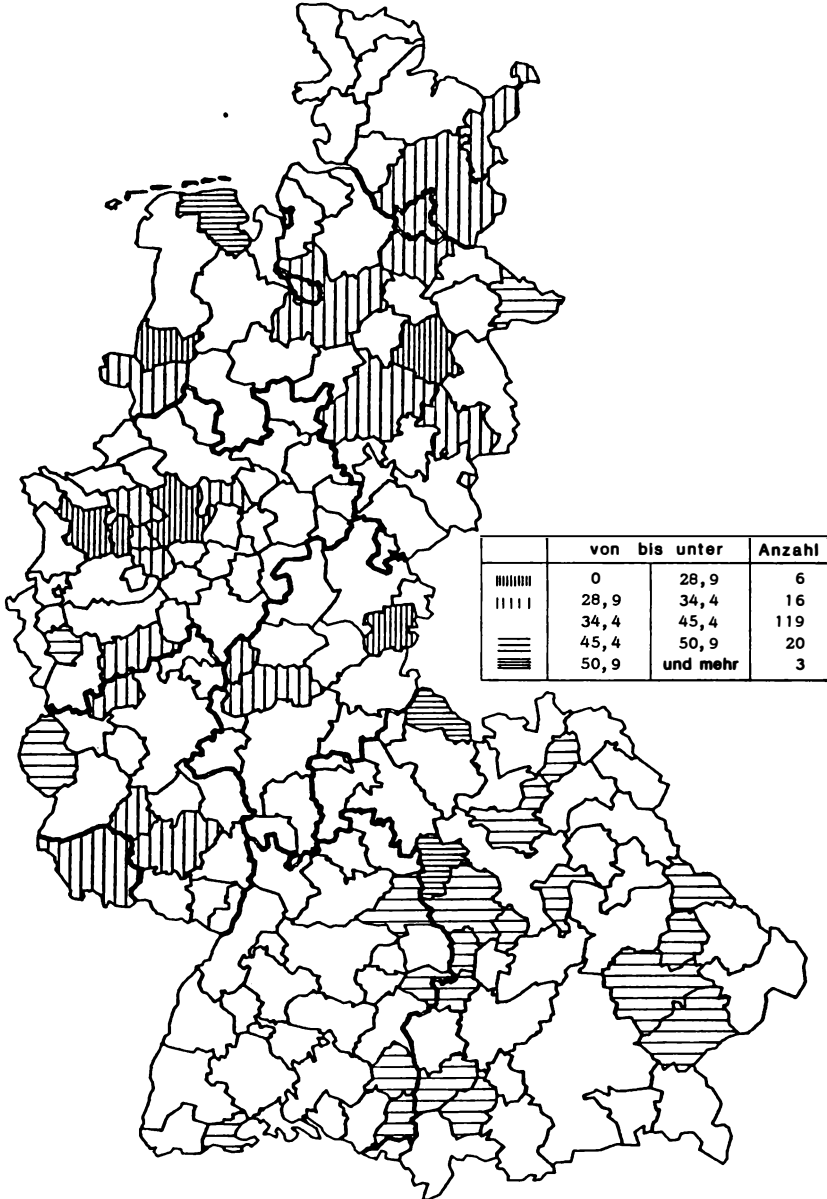 von bis unter Anzahl
0 28,9 6
28,9 34,4 16
34,4 45,4 119
45,4 50,9 20
50,9 und mehr 3